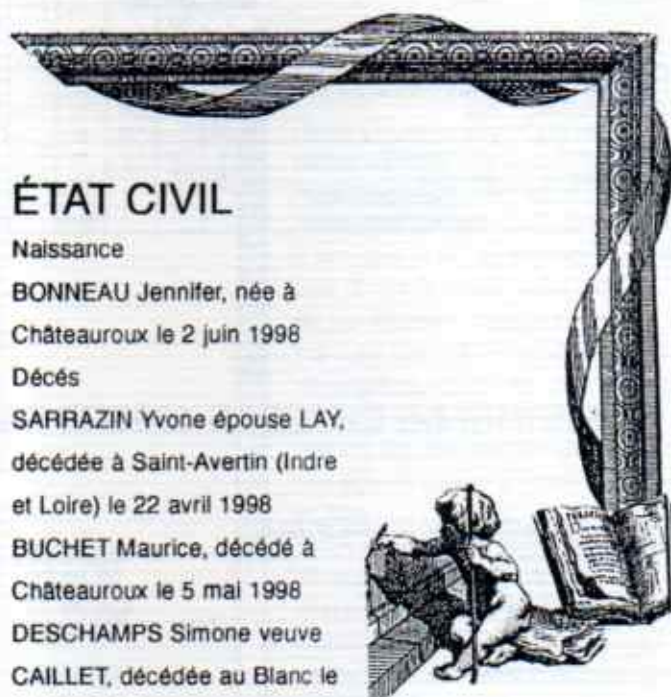 ÉTAT CIVIL
Naissance
BONNEAU Jennifer, née à
Châteauroux le 2 juin 1998
Décés
SARRAZIN Yvone épouse LAY,
décédée à Saint-Avertin (Indre
et Loire) le 22 avril 1998
BUCHET Maurice, décédé à
Châteauroux le 5 mai 1998
DESCHAMPS Simone veuve
CAILLET, décédée au Blanc le